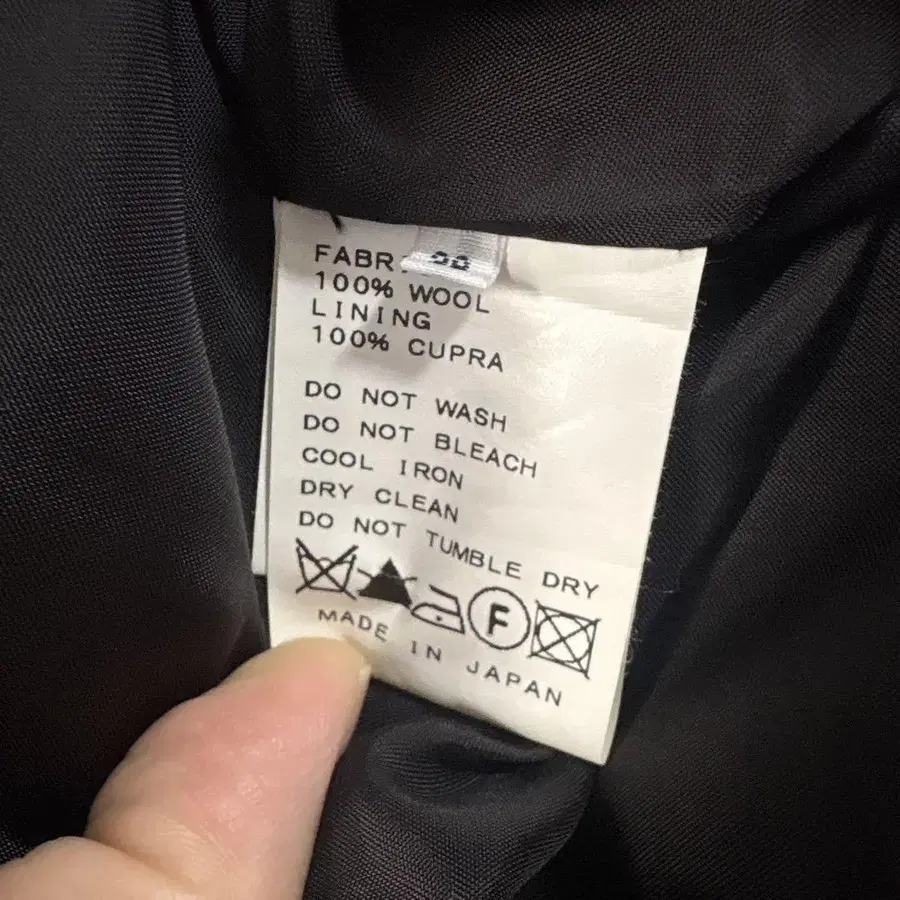 100% WOOL
LINING
100% CUPRA
DO NOT WASH
DO NOT BLEACH
COOL IRON
DRY CLEAN
DO NOT TUMBLE DRY
F
MADE IN JAPAN